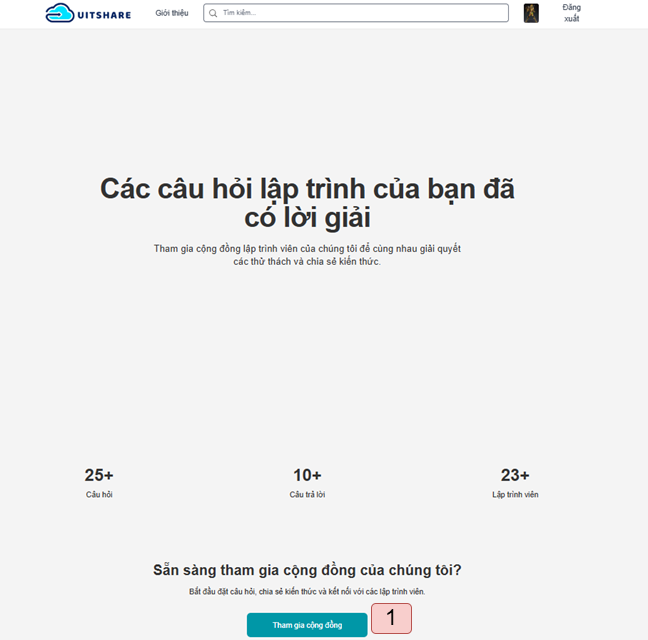 UITSHARE
Giới thiệu
Tìm kiếm...
Đăng
xuất
Các câu hỏi lập trình của bạn đã
có lời giải
Tham gia cộng đồng lập trình viên của chúng tôi để cùng nhau giải quyết
các thử thách và chia sẻ kiến thức.
25+
10+
23+
Câu hỏi
Câu trả lời
Lập trình viên
Sẵn sàng tham gia cộng đồng của chúng tôi?
Bắt đầu đặt câu hỏi, chia sẻ kiến thức và kết nối với các lập trình viên.
Tham gia cộng đồng
1